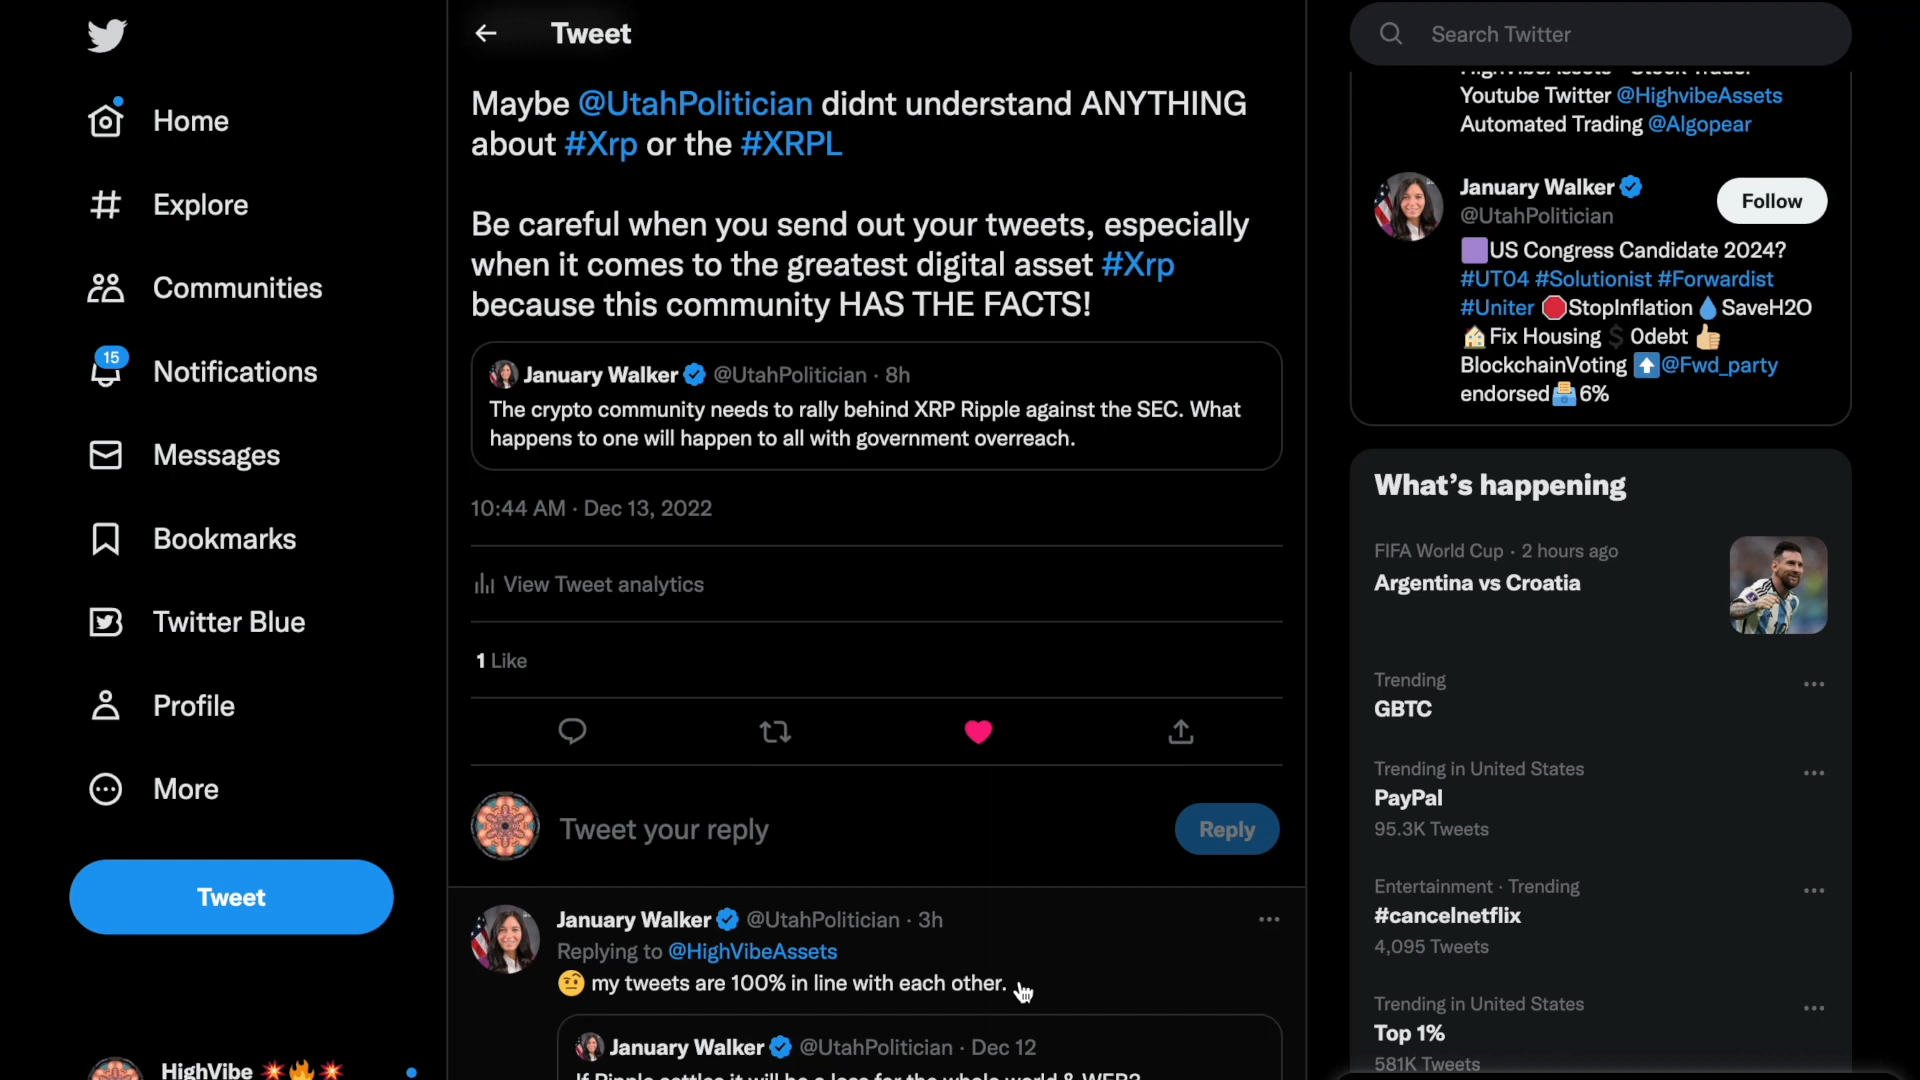 Home
Explore
Communities
15
Notifications
Messages
Bookmarks
Twitter Blue
Profile
More
Tweet
HighVibe
Tweet
Maybe @UtahPolitician didnt understand ANYTHING
about #Xrp or the #XRPL
Be careful when you send out your tweets, especially
when it comes to the greatest digital asset #Xrp
because this community HAS THE FACTS!
January Walker @UtahPolitician · 8h
The crypto community needs to rally behind XRP Ripple against the SEC. What
happens to one will happen to all with government overreach.
10:44 AM · Dec 13, 2022
View Tweet analytics
1 Like
Tweet your reply
Reply
January Walker @UtahPolitician · 3h
Replying to @HighVibeAssets
🤨 my tweets are 100% in line with each other.
January Walker @UtahPolitician · Dec 12
If Ripple settles it will be a loss for the whole world & WEB3
Search Twitter
HighVibeAssets - Stock Trader
Youtube Twitter @HighvibeAssets
Automated Trading @Algopear
January Walker
Follow
@UtahPolitician
🟪US Congress Candidate 2024?
#UT04 #Solutionist #Forwardist
#Uniter 🛑StopInflation 💧SaveH2O
🏠Fix Housing 💲0debt 👍
BlockchainVoting ⬆️@Fwd_party
endorsed🗳️6%
What's happening
FIFA World Cup · 2 hours ago
Argentina vs Croatia
Trending
GBTC
Trending in United States
PayPal
95.3K Tweets
Entertainment · Trending
#cancelnetflix
4,095 Tweets
Trending in United States
Top 1%
581K Tweets